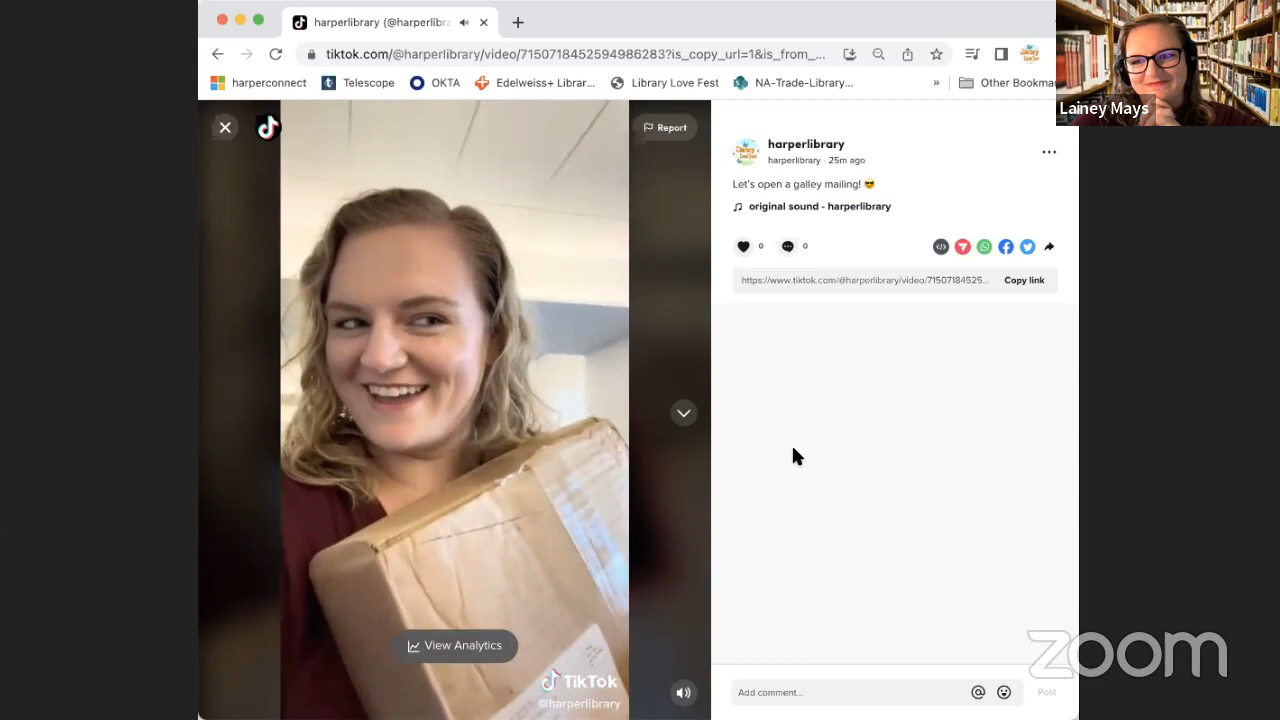 harperlibrary (@harperlibra
tiktok.com/@harperlibrary/video/7150718452594986283?is_copy_url=1&is_from_...
harperconnect Telescope OKTA Edelweiss+ Librar... Library Love Fest NA-Trade-Library... » Other Bookma
Lainey Mays
Report
harperlibrary
harperlibrary · 25m ago
Let's open a galley mailing! 😎
original sound - harperlibrary
0 0
https://www.tiktok.com/@harperlibrary/video/71507184525... Copy link
View Analytics
TikTok
@harperlibrary
Add comment... Post
zoom